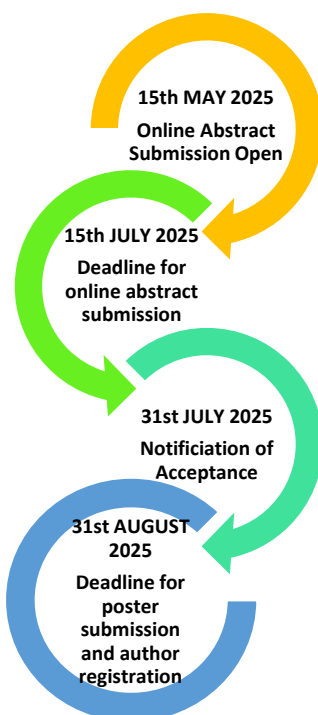 15th MAY 2025
Online Abstract
Submission Open
15th JULY 2025
Deadline for
online abstract
submission
31st JULY 2025
Notificiation of
Acceptance
31st AUGUST
2025
Deadline for
poster
submission
and author
registration